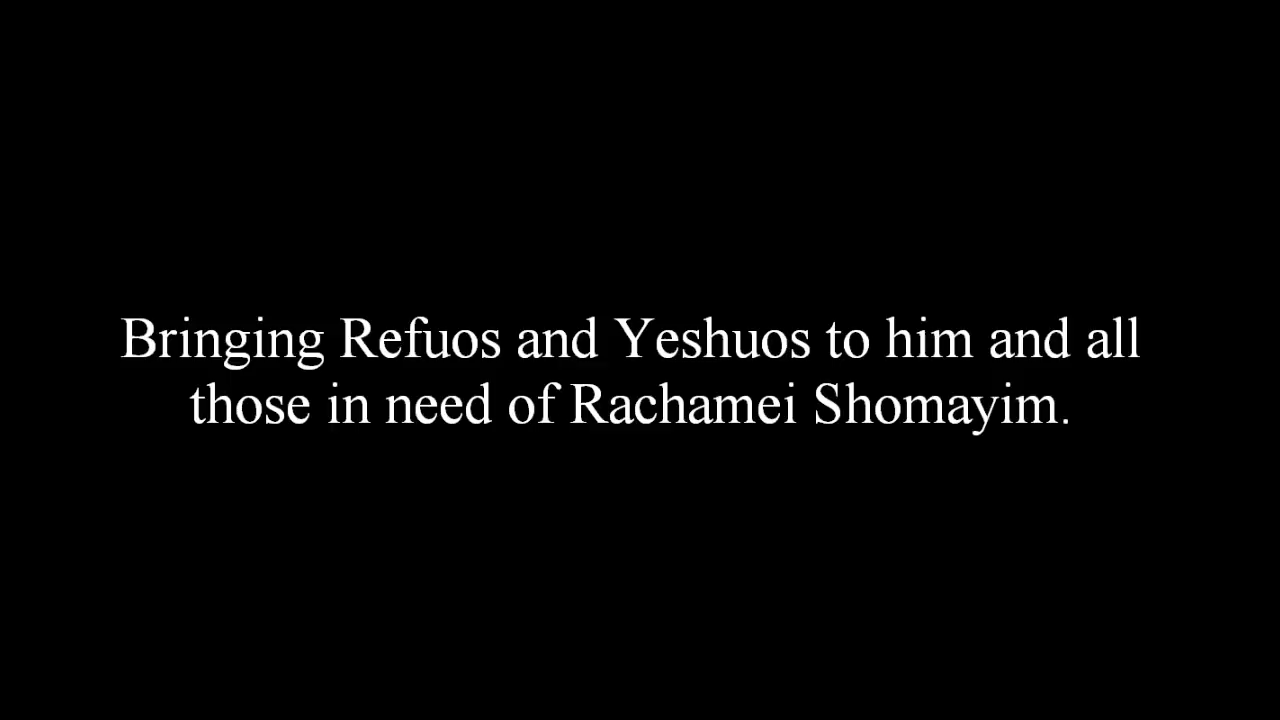 Bringing Refuos and Yeshuos to him and all
those in need of Rachamei Shomayim.